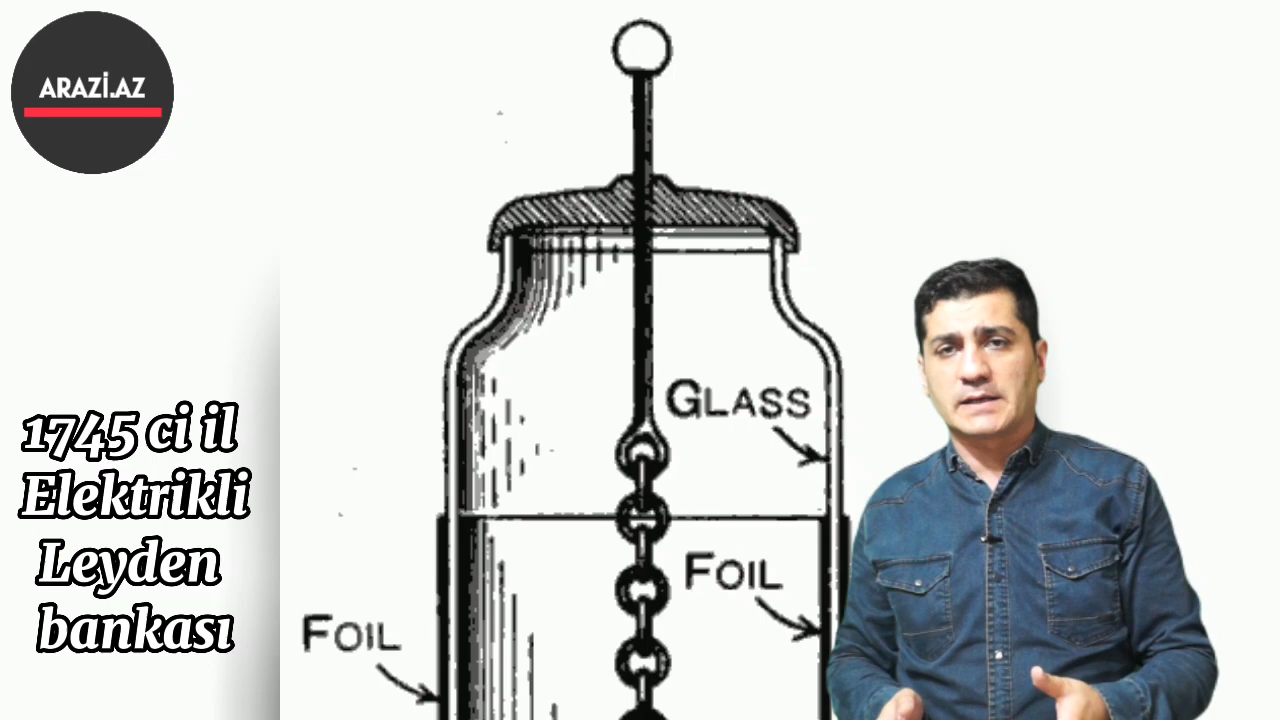 ARAZİ.AZ
GLASS
1745 ci il
Elektrikli
Leyden
bankası
FOIL
FOIL